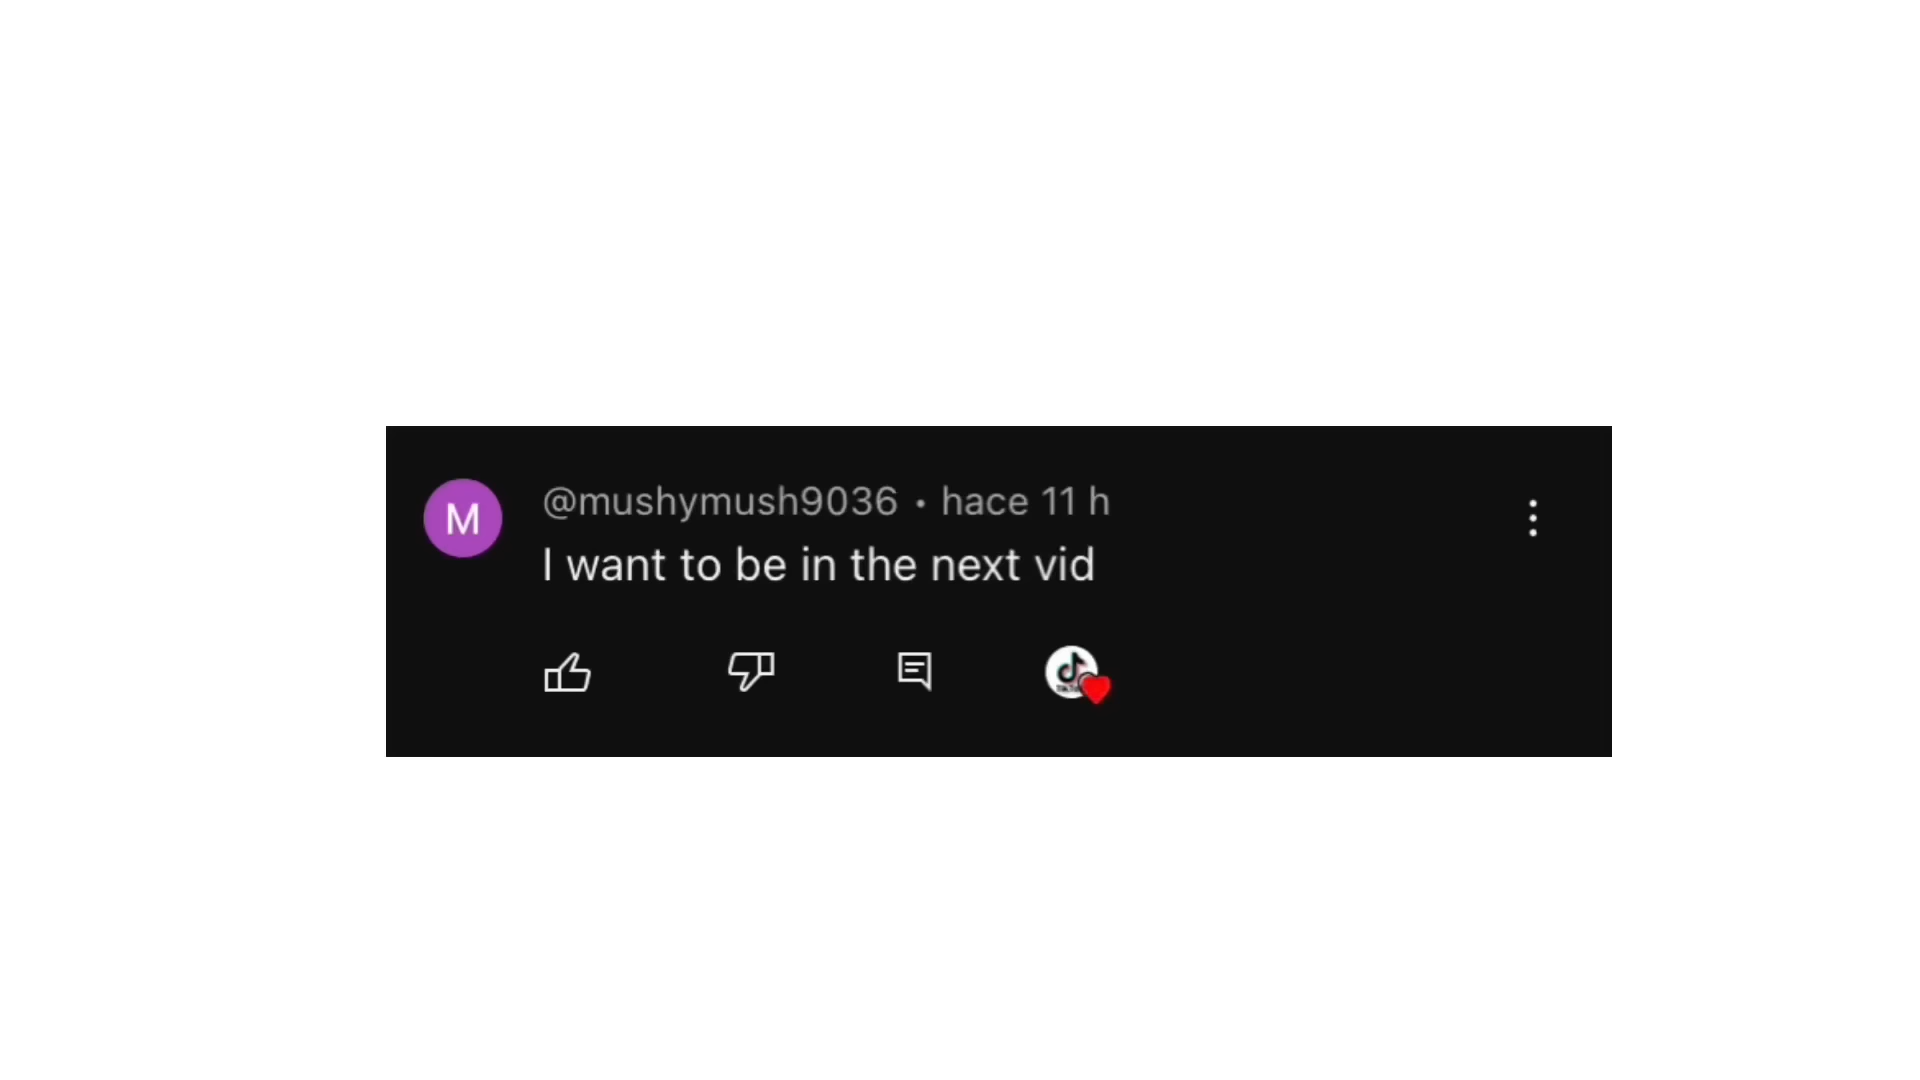 M
@mushymush9036 • hace 11 h
I want to be in the next vid